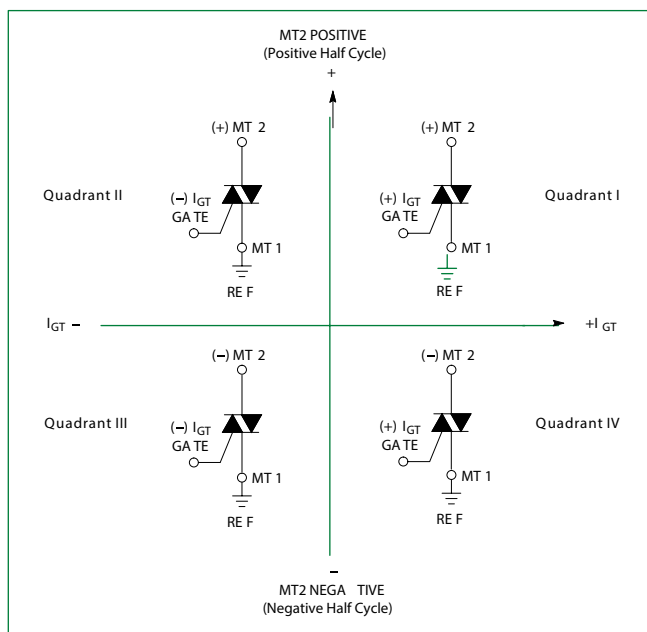 MT2 POSITIVE
(Positive Half Cycle)
+
(+) MT 2
(+) MT 2
Quadrant II
(−) IGT
GA TE
(+) IGT
GA TE
Quadrant I
MT 1
MT 1
RE F
RE F
IGT −
+I GT
(−) MT 2
(−) MT 2
Quadrant III
(−) IGT
GA TE
(+) IGT
GA TE
Quadrant IV
MT 1
MT 1
RE F
RE F
−
MT2 NEGA TIVE
(Negative Half Cycle)